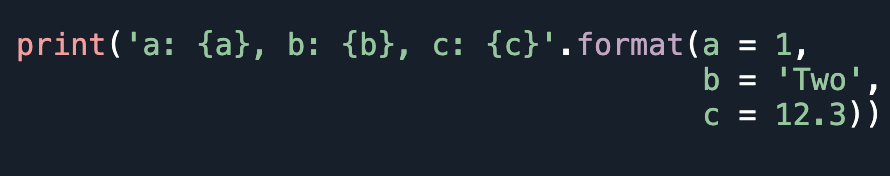 print('a: {a}, b: {b}, c: {c}'.format(a = 1,
b = 'Two',
c = 12.3))